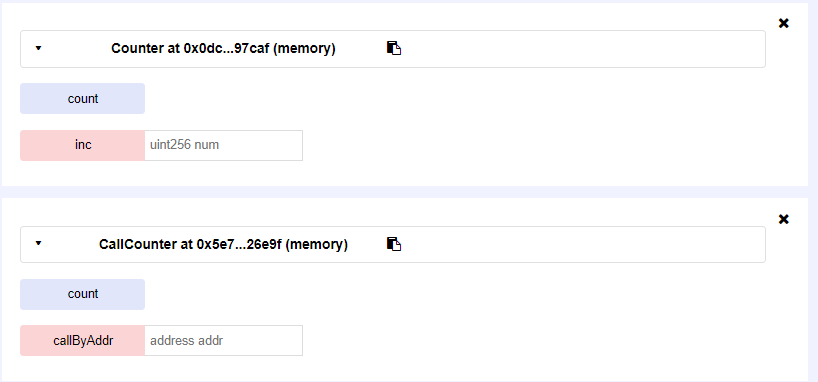 Counter at 0x0dc...97caf (memory)
count
inc uint256 num
CallCounter at 0x5e7...26e9f (memory)
count
callByAddr address addr